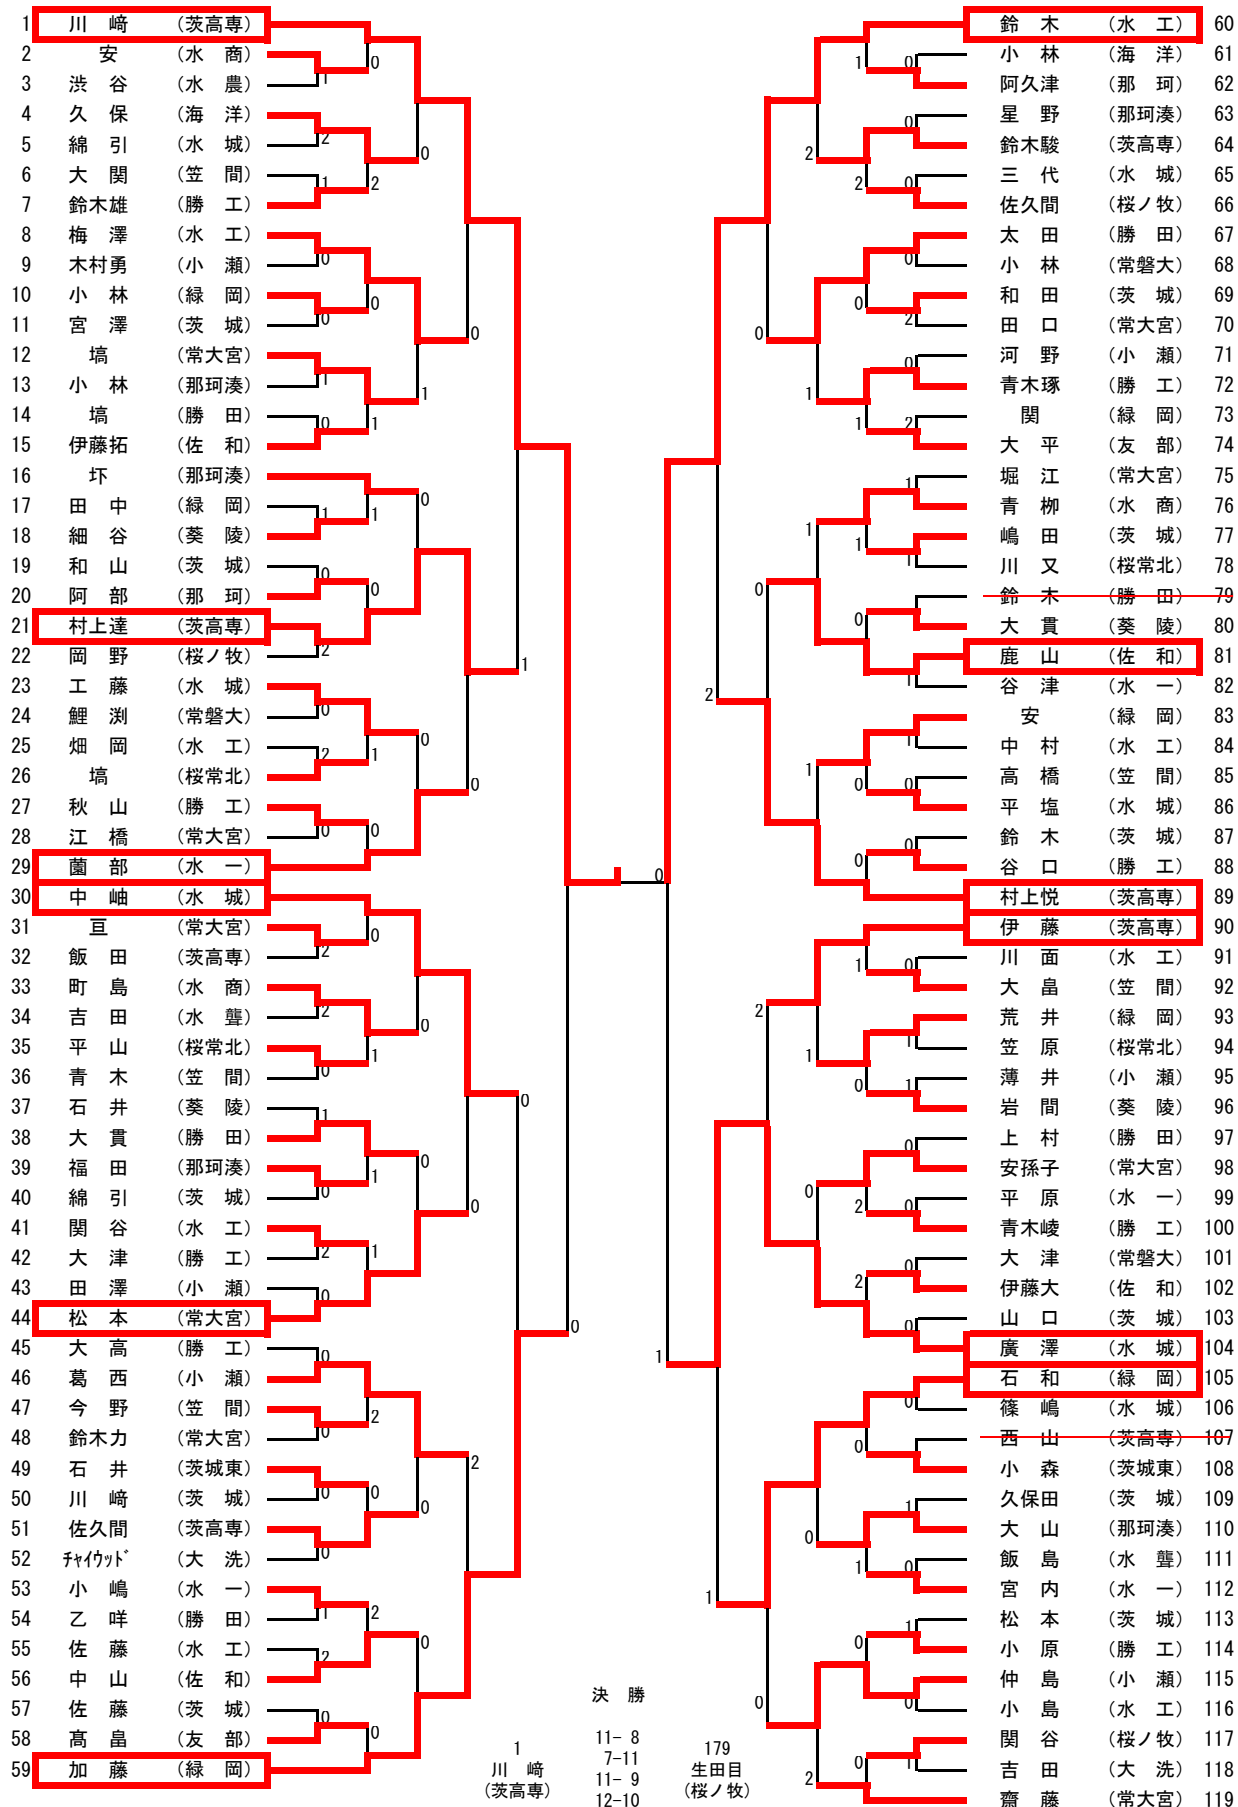 1 川﨑 (茨高専)
2 安 (水商)
3 渋谷 (水農)
4 久保 (海洋)
5 綿引 (水城)
6 大関 (笠間)
7 鈴木雄 (勝工)
8 梅澤 (水工)
9 木村勇 (小瀬)
10 小林 (緑岡)
11 宮澤 (茨城)
12 塙 (常大宮)
13 小林 (那珂湊)
14 塙 (勝田)
15 伊藤拓 (佐和)
16 圷 (那珂湊)
17 田中 (緑岡)
18 細谷 (葵陵)
19 和山 (茨城)
20 阿部 (那珂)
21 村上達 (茨高専)
22 岡野 (桜ノ牧)
23 工藤 (水城)
24 鯉渕 (常磐大)
25 畑岡 (水工)
26 塙 (桜常北)
27 秋山 (勝工)
28 江橋 (常大宮)
29 薗部 (水一)
30 中岫 (水城)
31 亘 (常大宮)
32 飯田 (茨高専)
33 町島 (水商)
34 吉田 (水聾)
35 平山 (桜常北)
36 青木 (笠間)
37 石井 (葵陵)
38 大貫 (勝田)
39 福田 (那珂湊)
40 綿引 (茨城)
41 関谷 (水工)
42 大津 (勝工)
43 田澤 (小瀬)
44 松本 (常大宮)
45 大高 (勝工)
46 葛西 (小瀬)
47 今野 (笠間)
48 鈴木力 (常大宮)
49 石井 (茨城東)
50 川﨑 (茨城)
51 佐久間 (茨高専)
52 ﾁｬｲｳｯﾄﾞ (大洗)
53 小嶋 (水一)
54 乙咩 (勝田)
55 佐藤 (水工)
56 中山 (佐和)
57 佐藤 (茨城)
58 髙畠 (友部)
59 加藤 (緑岡)
鈴木 (水工) 60
小林 (海洋) 61
阿久津 (那珂) 62
星野 (那珂湊) 63
鈴木駿 (茨高専) 64
三代 (水城) 65
佐久間 (桜ノ牧) 66
太田 (勝田) 67
小林 (常磐大) 68
和田 (茨城) 69
田口 (常大宮) 70
河野 (小瀬) 71
青木琢 (勝工) 72
関 (緑岡) 73
大平 (友部) 74
堀江 (常大宮) 75
青栁 (水商) 76
嶋田 (茨城) 77
川又 (桜常北) 78
鈴木 (勝田) 79
大貫 (葵陵) 80
鹿山 (佐和) 81
谷津 (水一) 82
安 (緑岡) 83
中村 (水工) 84
高橋 (笠間) 85
平塩 (水城) 86
鈴木 (茨城) 87
谷口 (勝工) 88
村上悦 (茨高専) 89
伊藤 (茨高専) 90
川面 (水工) 91
大畠 (笠間) 92
荒井 (緑岡) 93
笠原 (桜常北) 94
薄井 (小瀬) 95
岩間 (葵陵) 96
上村 (勝田) 97
安孫子 (常大宮) 98
平原 (水一) 99
青木崚 (勝工) 100
大津 (常磐大) 101
伊藤大 (佐和) 102
山口 (茨城) 103
廣澤 (水城) 104
石和 (緑岡) 105
篠嶋 (水城) 106
西山 (茨高専) 107
小森 (茨城東) 108
久保田 (茨城) 109
大山 (那珂湊) 110
飯島 (水聾) 111
宮内 (水一) 112
松本 (茨城) 113
小原 (勝工) 114
仲島 (小瀬) 115
小島 (水工) 116
関谷 (桜ノ牧) 117
吉田 (大洗) 118
齋藤 (常大宮) 119
決勝
1
川﨑
(茨高専)
11- 8
7-11
11- 9
12-10
179
生田目
(桜ノ牧)